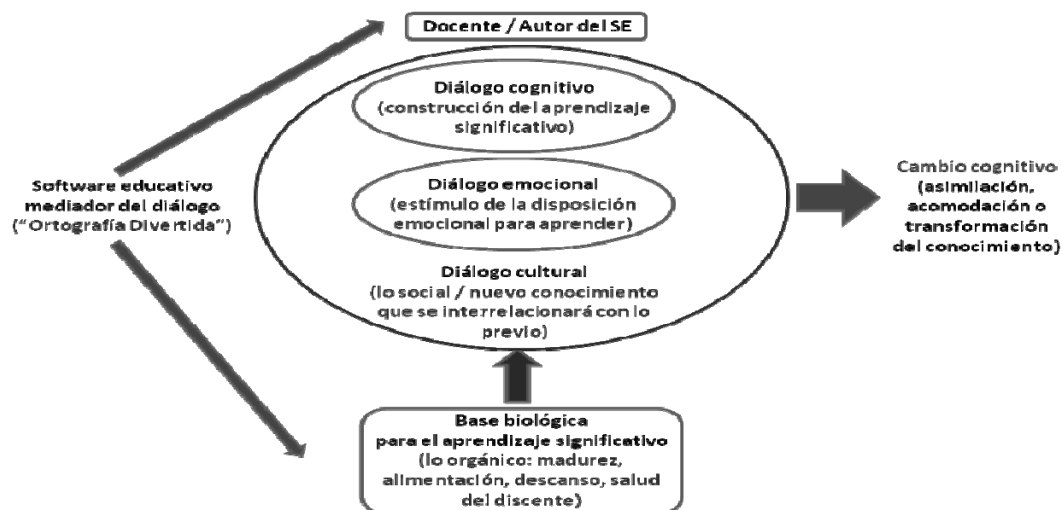 Docente / Autor del SE
Diálogo cognitivo
(construcción del aprendizaje
significativo)
Software educativo
mediador del diálogo
("Ortografía Divertida")
Diálogo emocional
(estímulo de la disposición
emocional para aprender)
Diálogo cultural
(lo social / nuevo conocimiento
que se interrelacionará con lo
previo)
Cambio cognitivo
(asimilación,
acomodación o
transformación
del conocimiento)
Base biológica
para el aprendizaje significativo
(lo orgánico: madurez,
alimentación, descanso, salud
del discente)